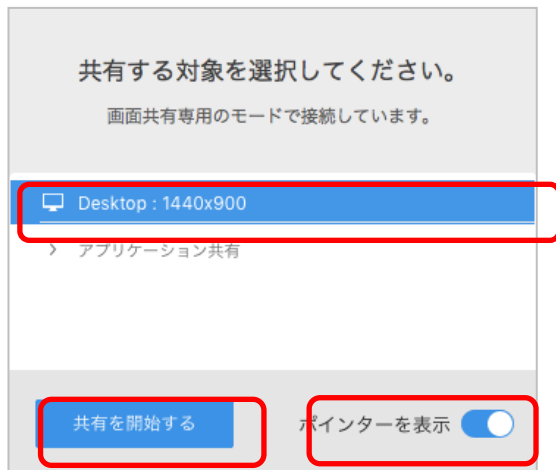 共有する対象を選択してください。
画面共有専用のモードで接続しています。
Desktop : 1440x900
アプリケーション共有
共有を開始する
ポインターを表示